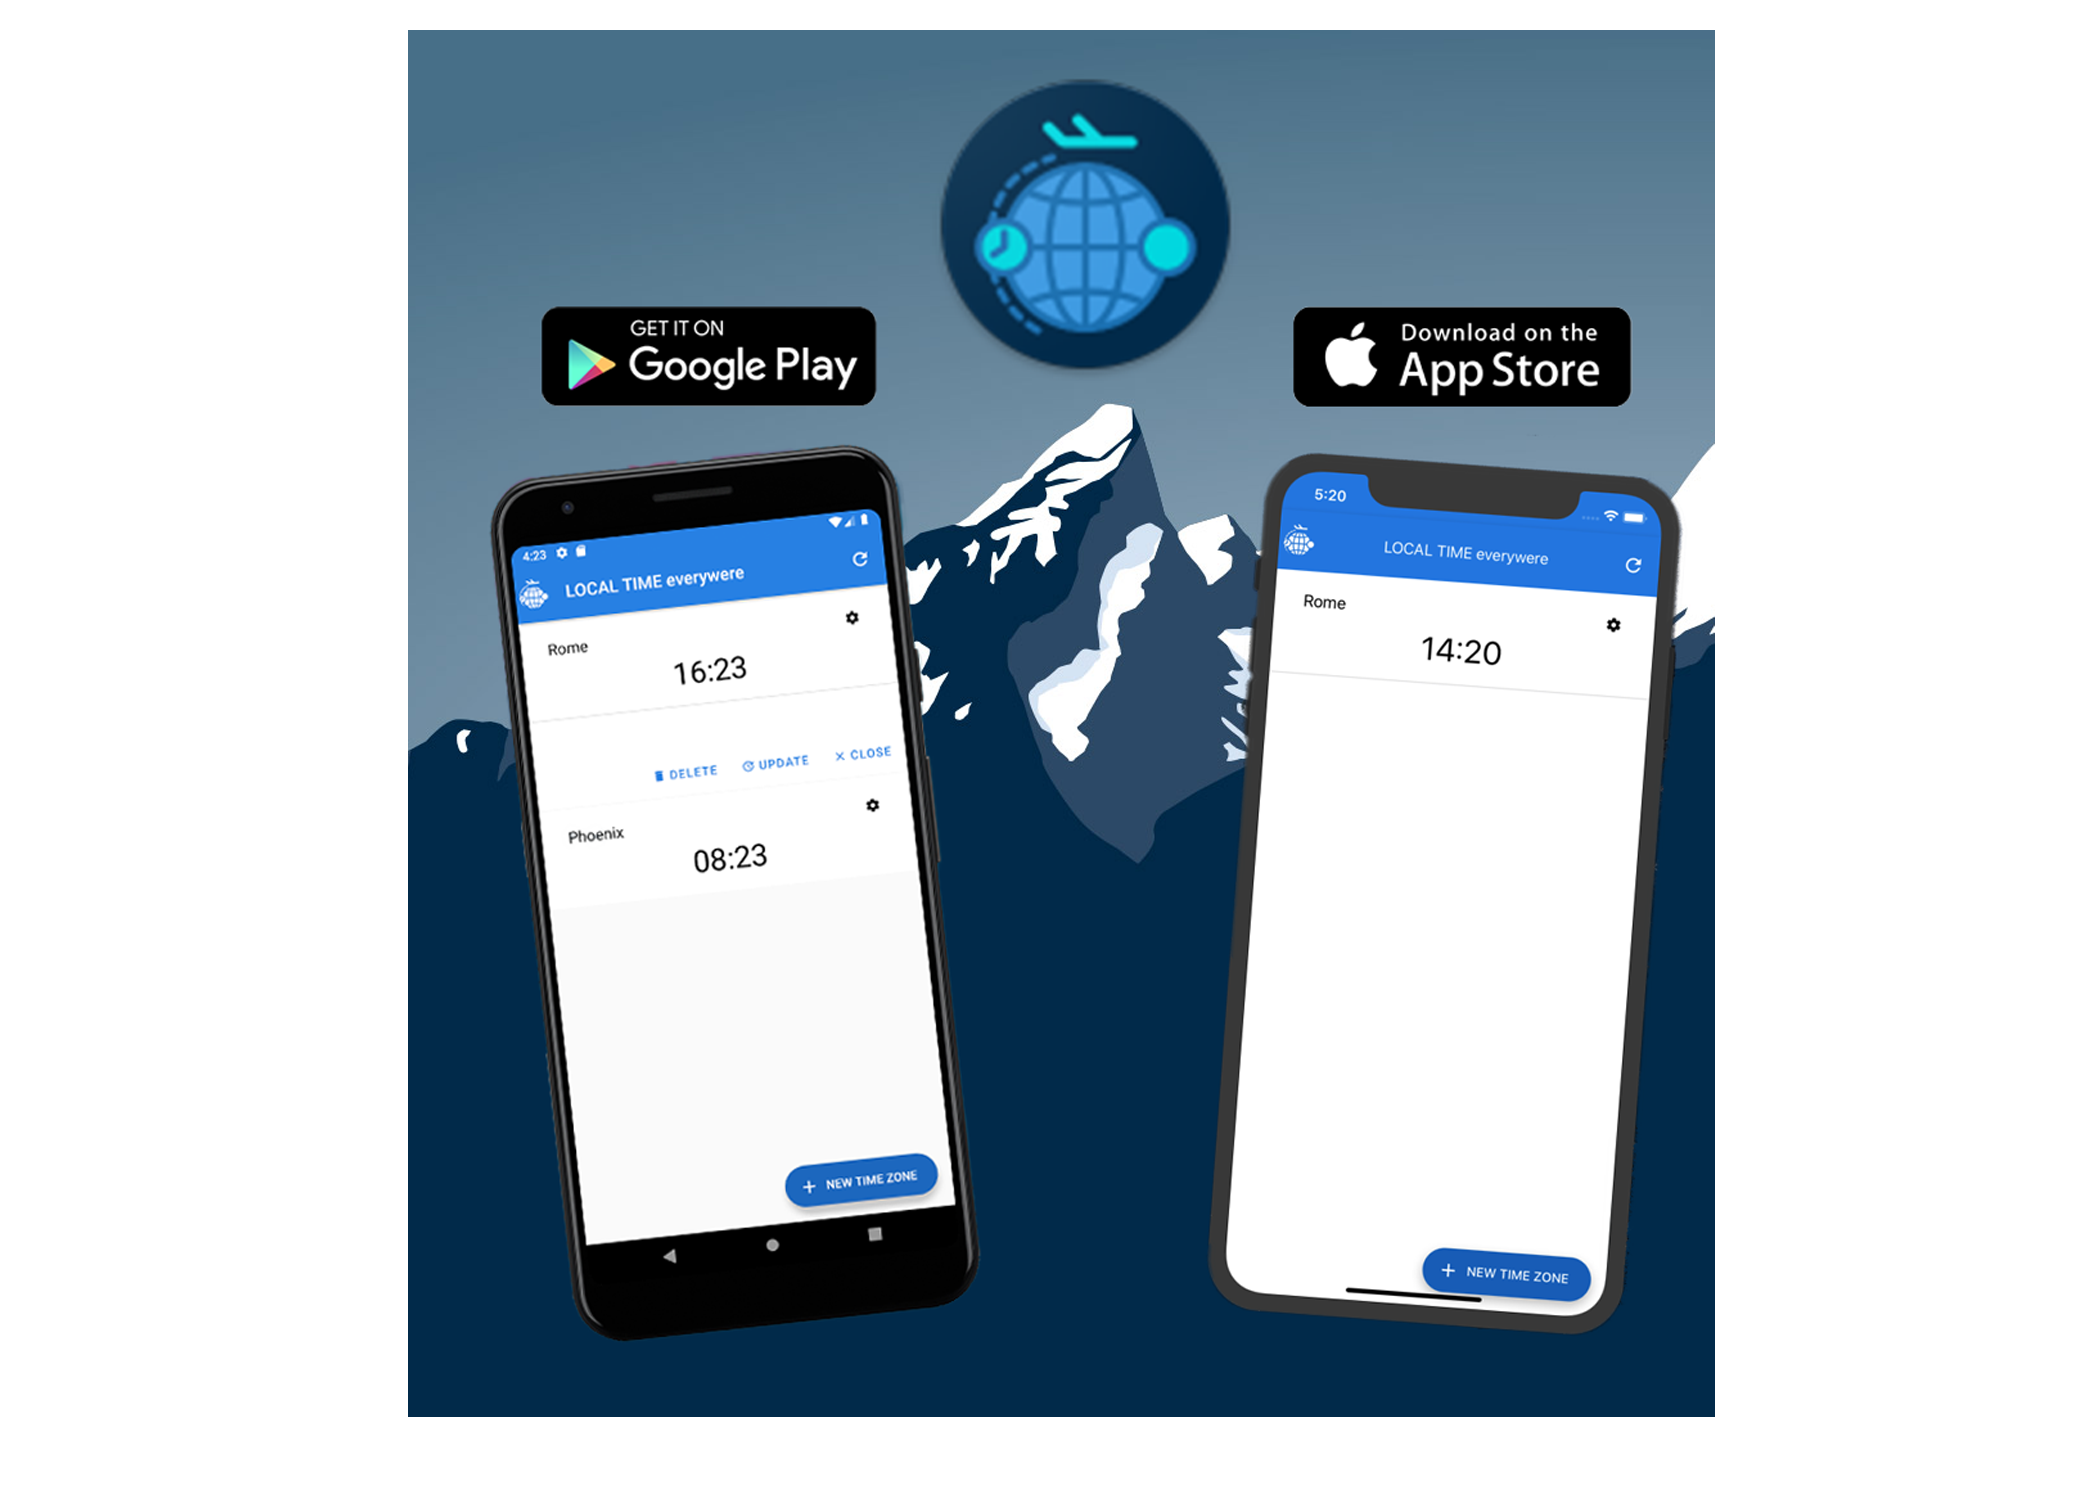 GET IT ON
Google Play
Download on the
App Store
4:23
LOCAL TIME everywere
Rome
16:23
DELETE UPDATE CLOSE
Phoenix
08:23
+ NEW TIME ZONE
5:20
LOCAL TIME everywere
Rome
14:20
+ NEW TIME ZONE